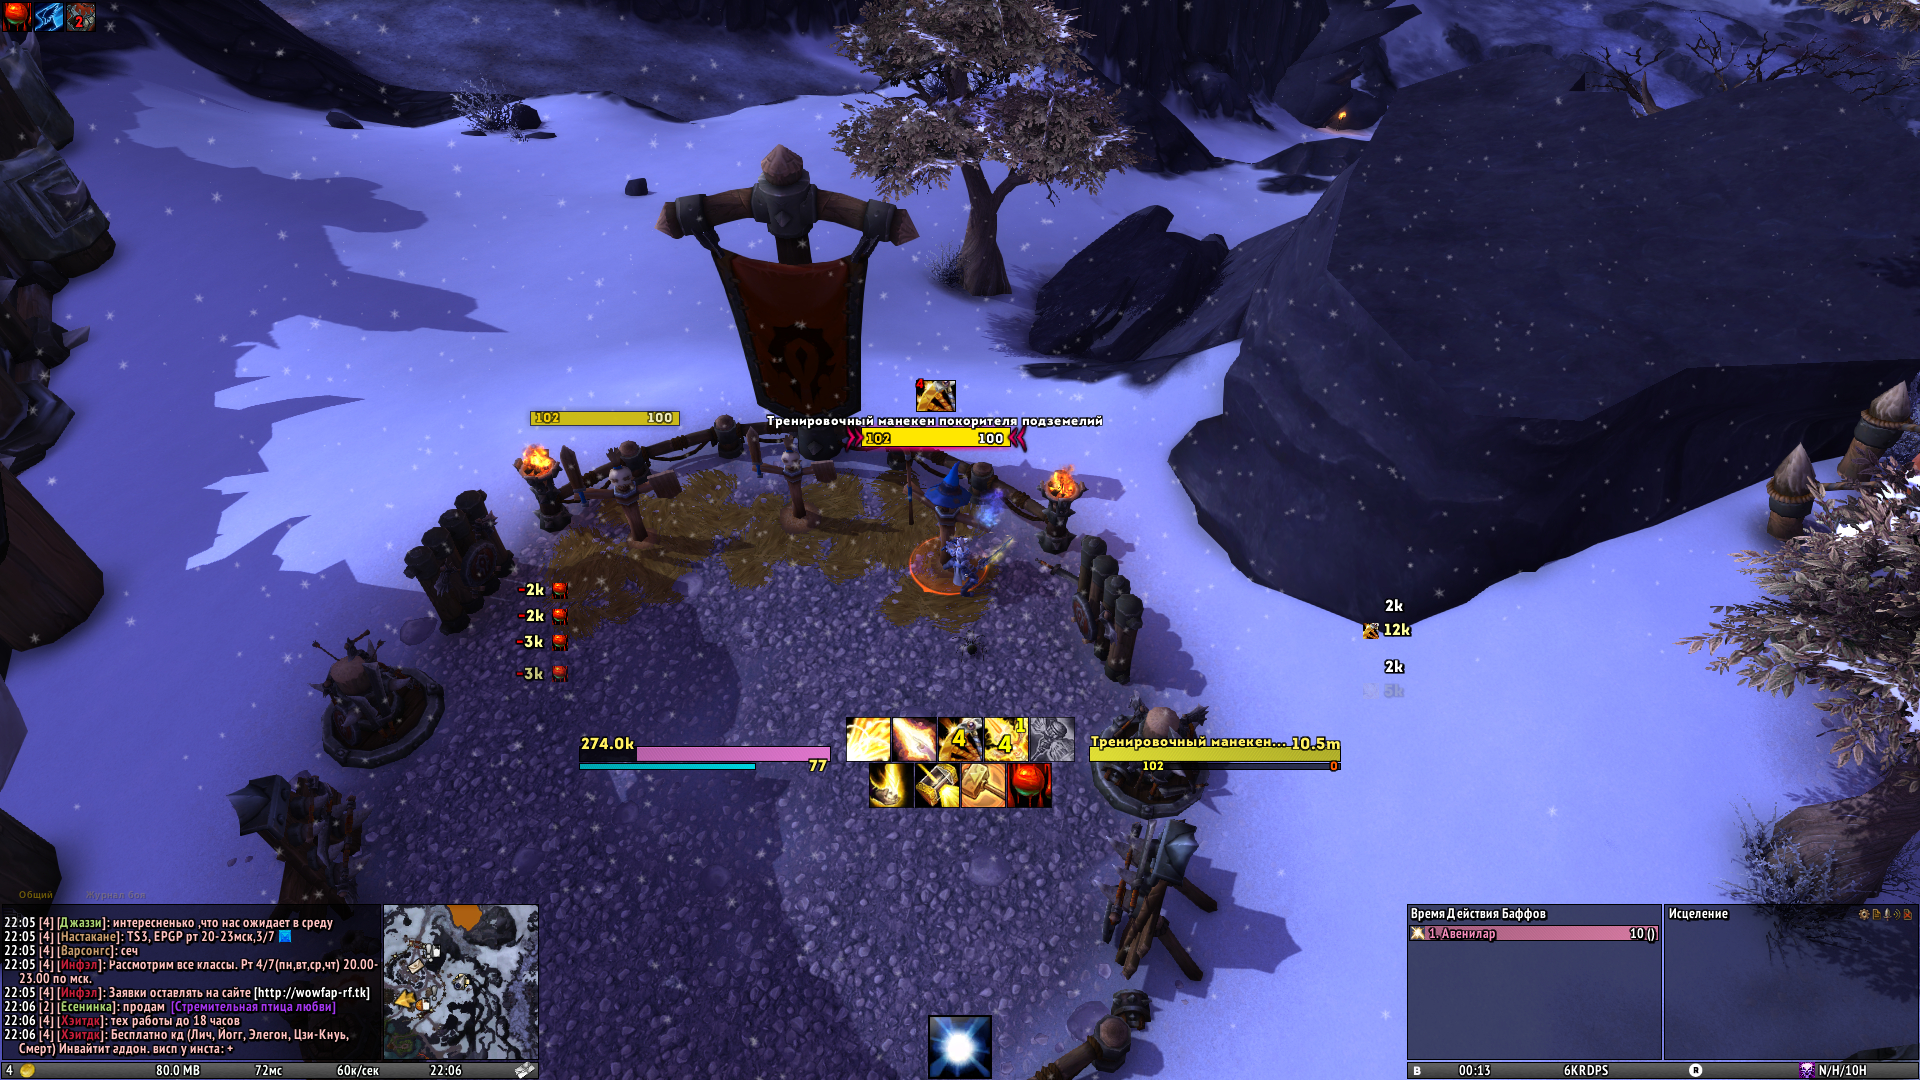 2
4
102 100
Тренировочный манекен покорителя подземелий
102 100
-2k
-2k
-3k
-3k
2k
12k
2k
5k
274.0k
77
4
4
1
Тренировочный манекен... 10.5m
102 0
Общий Журнал боя
22:05 [4] [Джаззи]: интересненько ,что нас ожидает в среду
22:05 [4] [Настакане]: TS3, EPGP рт 20-23мск,3/7
22:05 [4] [Варсонгс]: сеч
22:05 [4] [Инфэл]: Рассмотрим все классы. Рт 4/7(пн,вт,ср,чт) 20.00-
23.00 по мск.
22:05 [4] [Инфэл]: Заявки оставлять на сайте [http://wowfap-rf.tk]
22:06 [2] [Есенинка]: продам [Стремительная птица любви]
22:06 [4] [Хэитдк]: тех работы до 18 часов
22:06 [4] [Хэитдк]: Бесплатно кд (Лич, Йогг, Элегон, Цзи-Кнуь,
Смерт) Инвайтит аддон. висп у инста: +
4 80.0 MB 72мс 60к/сек 22:06
Время Действия Баффов
1. Авенилар 10 ()
Исцеление
B 00:13 6KRDPS R N/H/10H